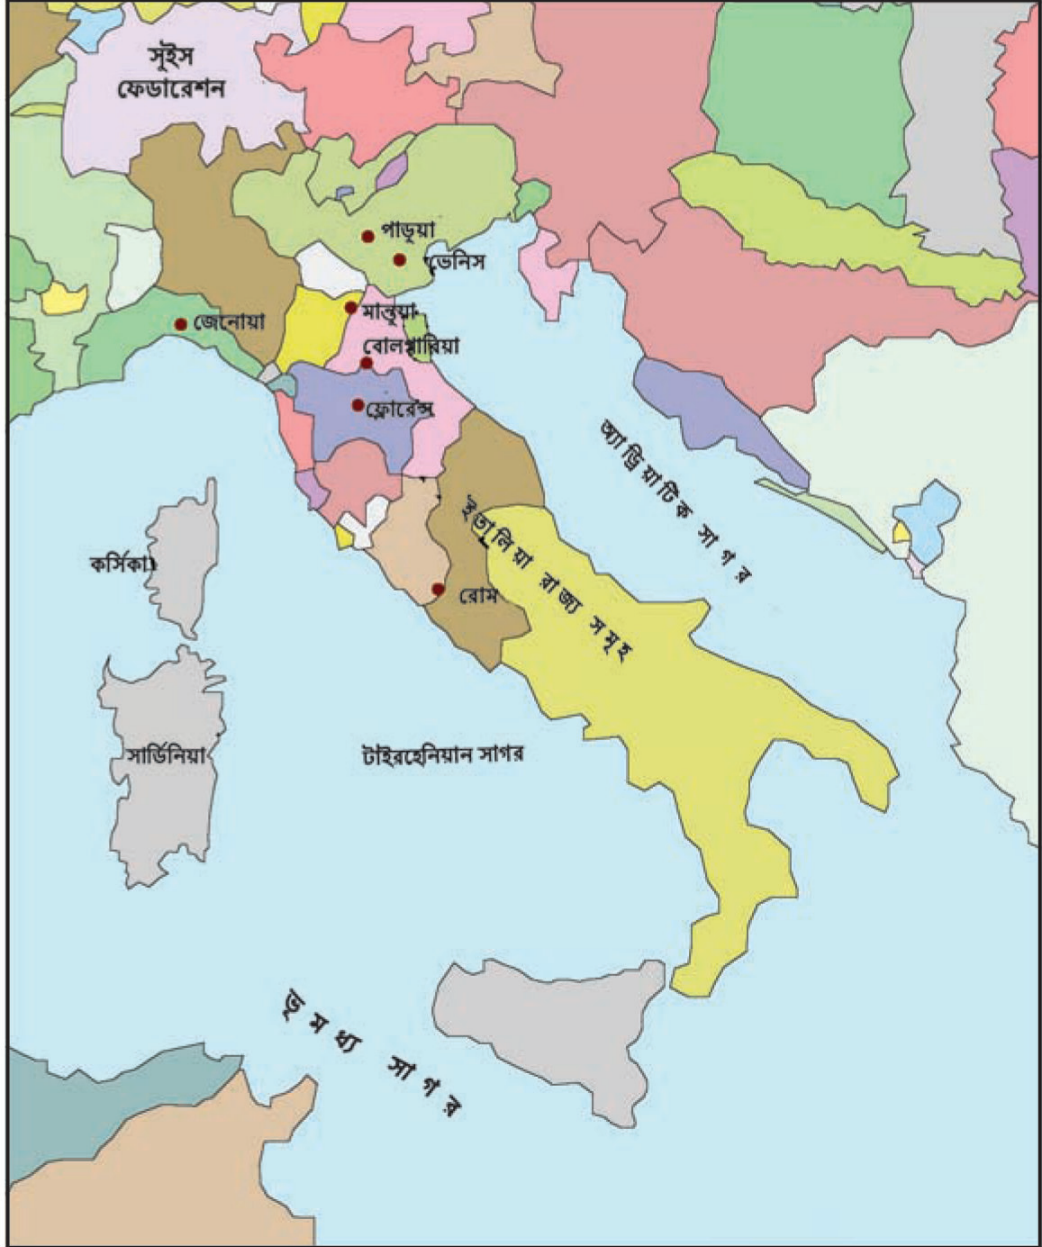 সুইস
ফেডারেশন
পাডুয়া
ভেনিস
মান্তুয়া
জেনোয়া
বোলগ্নারিয়া
ফ্লোরেন্স
অ্যাড্রিয়াটিক সাগর
ইতালিয়া রাজ্য সমূহ
কর্সিকা
রোম
সার্ডিনিয়া
টাইরহেনিয়ান সাগর
ভূমধ্য সাগর